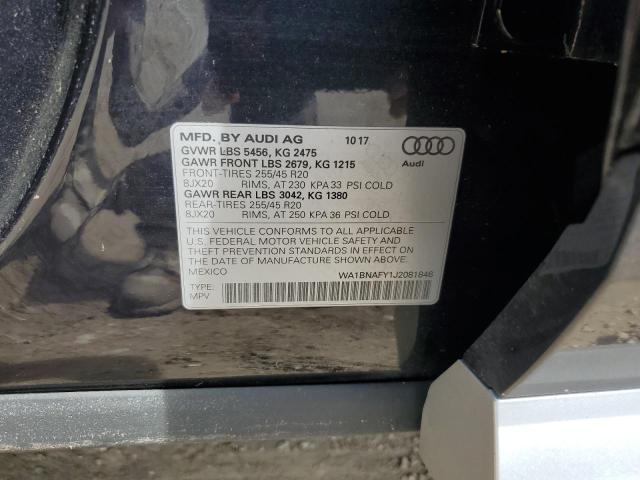 MFD. BY AUDI AG 10 17
GVWR LBS 5456, KG 2475
GAWR FRONT LBS 2679, KG 1215
FRONT-TIRES 255/45 R20
8JX20 RIMS, AT 230 KPA 33 PSI COLD
GAWR REAR LBS 3042, KG 1380
REAR-TIRES 255/45 R20
8JX20 RIMS, AT 250 KPA 36 PSI COLD
Audi
THIS VEHICLE CONFORMS TO ALL APPLICABLE
U.S. FEDERAL MOTOR VEHICLE SAFETY AND
THEFT PREVENTION STANDARDS IN EFFECT
ON THE DATE OF MANUFACTURE SHOWN ABOVE.
MEXICO WA1BNAFY1J2081846
TYPE:
MPV